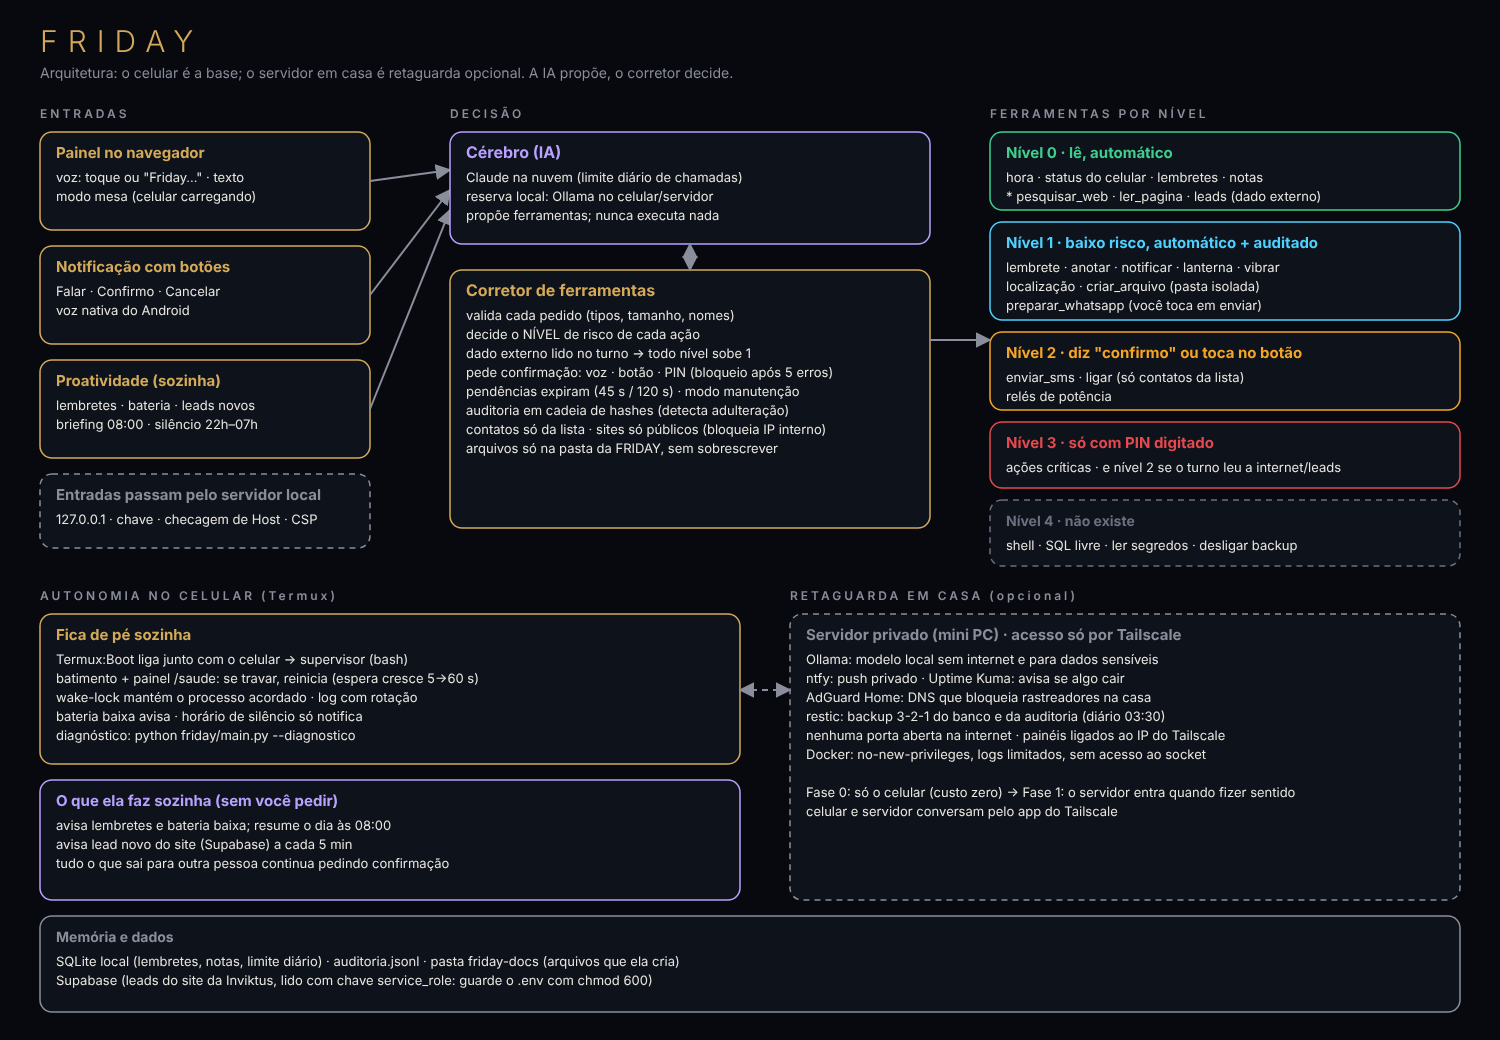 FRIDAY
Arquitetura: o celular é a base; o servidor em casa é retaguarda opcional. A IA propõe, o corretor decide.
ENTRADAS
Painel no navegador
voz: toque ou "Friday..." · texto
modo mesa (celular carregando)
Notificação com botões
Falar · Confirmo · Cancelar
voz nativa do Android
Proatividade (sozinha)
lembretes · bateria · leads novos
briefing 08:00 · silêncio 22h–07h
Entradas passam pelo servidor local
127.0.0.1 · chave · checagem de Host · CSP
DECISÃO
Cérebro (IA)
Claude na nuvem (limite diário de chamadas)
reserva local: Ollama no celular/servidor
propõe ferramentas; nunca executa nada
Corretor de ferramentas
valida cada pedido (tipos, tamanho, nomes)
decide o NÍVEL de risco de cada ação
dado externo lido no turno → todo nível sobe 1
pede confirmação: voz · botão · PIN (bloqueio após 5 erros)
pendências expiram (45 s / 120 s) · modo manutenção
auditoria em cadeia de hashes (detecta adulteração)
contatos só da lista · sites só públicos (bloqueia IP interno)
arquivos só na pasta da FRIDAY, sem sobrescrever
FERRAMENTAS POR NÍVEL
Nível 0 · lê, automático
hora · status do celular · lembretes · notas
* pesquisar_web · ler_pagina · leads (dado externo)
Nível 1 · baixo risco, automático + auditado
lembrete · anotar · notificar · lanterna · vibrar
localização · criar_arquivo (pasta isolada)
preparar_whatsapp (você toca em enviar)
Nível 2 · diz "confirmo" ou toca no botão
enviar_sms · ligar (só contatos da lista)
relés de potência
Nível 3 · só com PIN digitado
ações críticas · e nível 2 se o turno leu a internet/leads
Nível 4 · não existe
shell · SQL livre · ler segredos · desligar backup
AUTONOMIA NO CELULAR (Termux)
Fica de pé sozinha
Termux:Boot liga junto com o celular → supervisor (bash)
batimento + painel /saude: se travar, reinicia (espera cresce 5→60 s)
wake-lock mantém o processo acordado · log com rotação
bateria baixa avisa · horário de silêncio só notifica
diagnóstico: python friday/main.py --diagnostico
O que ela faz sozinha (sem você pedir)
avisa lembretes e bateria baixa; resume o dia às 08:00
avisa lead novo do site (Supabase) a cada 5 min
tudo o que sai para outra pessoa continua pedindo confirmação
RETAGUARDA EM CASA (opcional)
Servidor privado (mini PC) · acesso só por Tailscale
Ollama: modelo local sem internet e para dados sensíveis
ntfy: push privado · Uptime Kuma: avisa se algo cair
AdGuard Home: DNS que bloqueia rastreadores na casa
restic: backup 3-2-1 do banco e da auditoria (diário 03:30)
nenhuma porta aberta na internet · painéis ligados ao IP do Tailscale
Docker: no-new-privileges, logs limitados, sem acesso ao socket
Fase 0: só o celular (custo zero) → Fase 1: o servidor entra quando fizer sentido
celular e servidor conversam pelo app do Tailscale
Memória e dados
SQLite local (lembretes, notas, limite diário) · auditoria.jsonl · pasta friday-docs (arquivos que ela cria)
Supabase (leads do site da Inviktus, lido com chave service_role: guarde o .env com chmod 600)